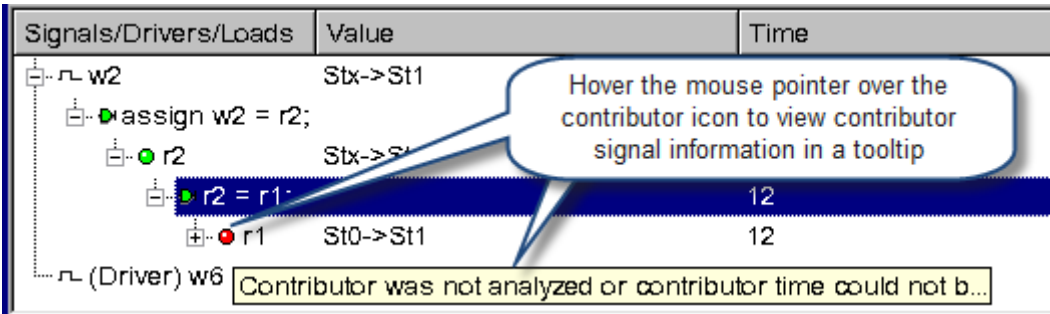 Signals/Drivers/Loads Value Time
w2 Stx->St1
assign w2 = r2;
r2 Stx->St
r2 = r1; 12
r1 St0->St1 12
(Driver) w6
Hover the mouse pointer over the
contributor icon to view contributor
signal information in a tooltip
Contributor was not analyzed or contributor time could not b...